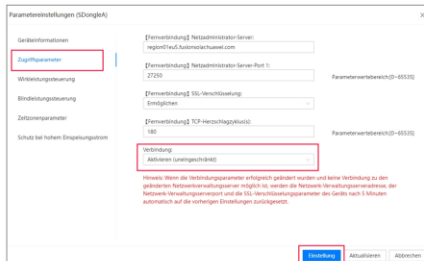 Parametereinstellungen (SDongleA)
Geräteinformationen
Zugriffsparameter
Wirkleistungssteuerung
Blindleistungssteuerung
Zeitzonenparameter
Schutz bei hohem Einspeisungsstrom
[Fernverbindung] Netzadministrator-Server:
region01eu5.fusionsolar.huawei.com
[Fernverbindung] Netzadministrator-Server-Port 1:
27250
Parameterwertebereich:[0~65535]
[Fernverbindung] SSL-Verschlüsselung:
Ermöglichen
[Fernverbindung] TCP-Herzschlagzyklus(s):
180
Parameterwertebereich:[0~65535]
Verbindung:
Aktivieren (uneingeschränkt)
Hinweis: Wenn die Verbindungsparameter erfolgreich geändert wurden und keine Verbindung zu den
geänderten Netzwerkverwaltungsserver möglich ist, werden die Netzwerk-Verwaltungsserveradresse, der
Netzwerk-Verwaltungsserverport und die SSL-Verschlüsselungsparameter des Geräts nach 5 Minuten
automatisch auf die vorherigen Einstellungen zurückgesetzt.
Einstellung
Aktualisieren
Abbrechen